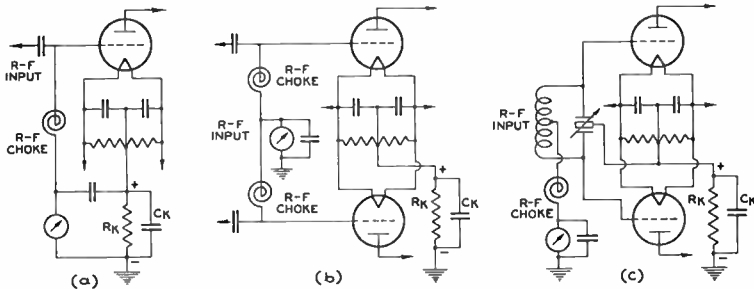 R-F
INPUT
R-F
CHOKE
+
RK
CK
−
(a)
R-F
CHOKE
R-F
INPUT
R-F
CHOKE
+
RK
CK
−
(b)
R-F
INPUT
R-F
CHOKE
+
RK
CK
−
(c)